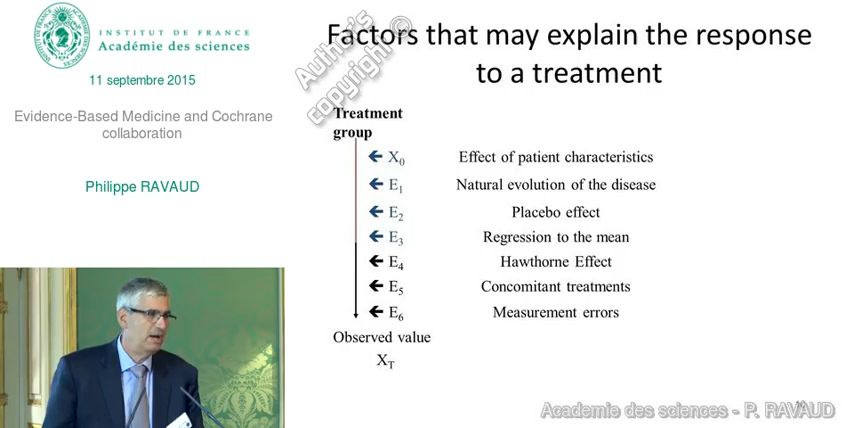 INSTITUT DE FRANCE
Académie des sciences
11 septembre 2015
Evidence-Based Medicine and Cochrane
collaboration
Philippe RAVAUD
Author's
copyright ©
Factors that may explain the response
to a treatment
Treatment
group
X₀ Effect of patient characteristics
E₁ Natural evolution of the disease
E₂ Placebo effect
E₃ Regression to the mean
E₄ Hawthorne Effect
E₅ Concomitant treatments
E₆ Measurement errors
Observed value
X_T
Academie des sciences - P. RAVAUD